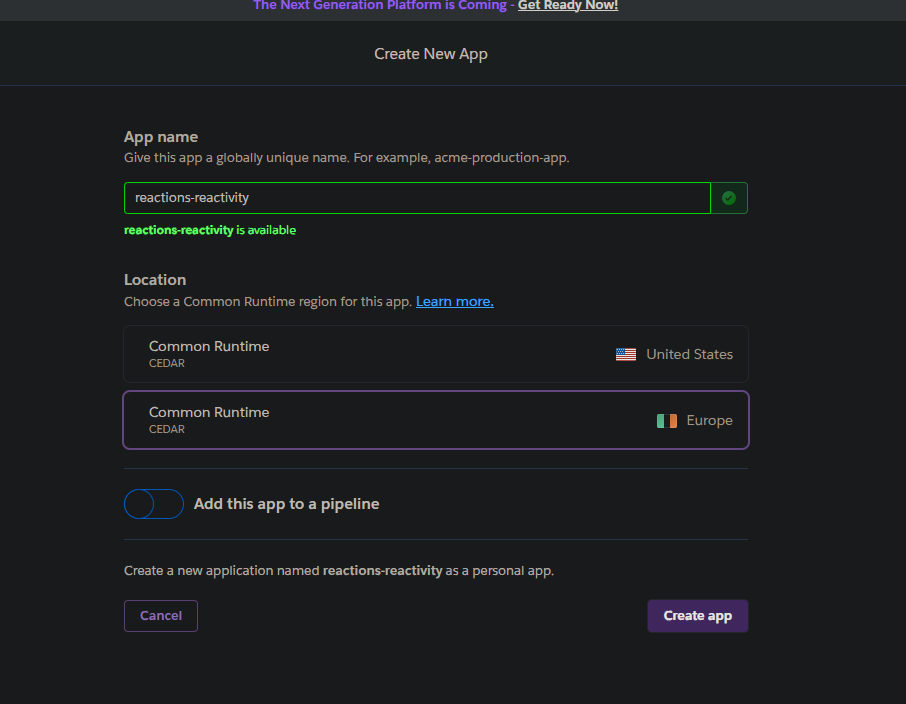 The Next Generation Platform is Coming - Get Ready Now!
Create New App
App name
Give this app a globally unique name. For example, acme-production-app.
reactions-reactivity
reactions-reactivity is available
Location
Choose a Common Runtime region for this app. Learn more.
Common Runtime
CEDAR
United States
Common Runtime
CEDAR
Europe
Add this app to a pipeline
Create a new application named reactions-reactivity as a personal app.
Cancel
Create app